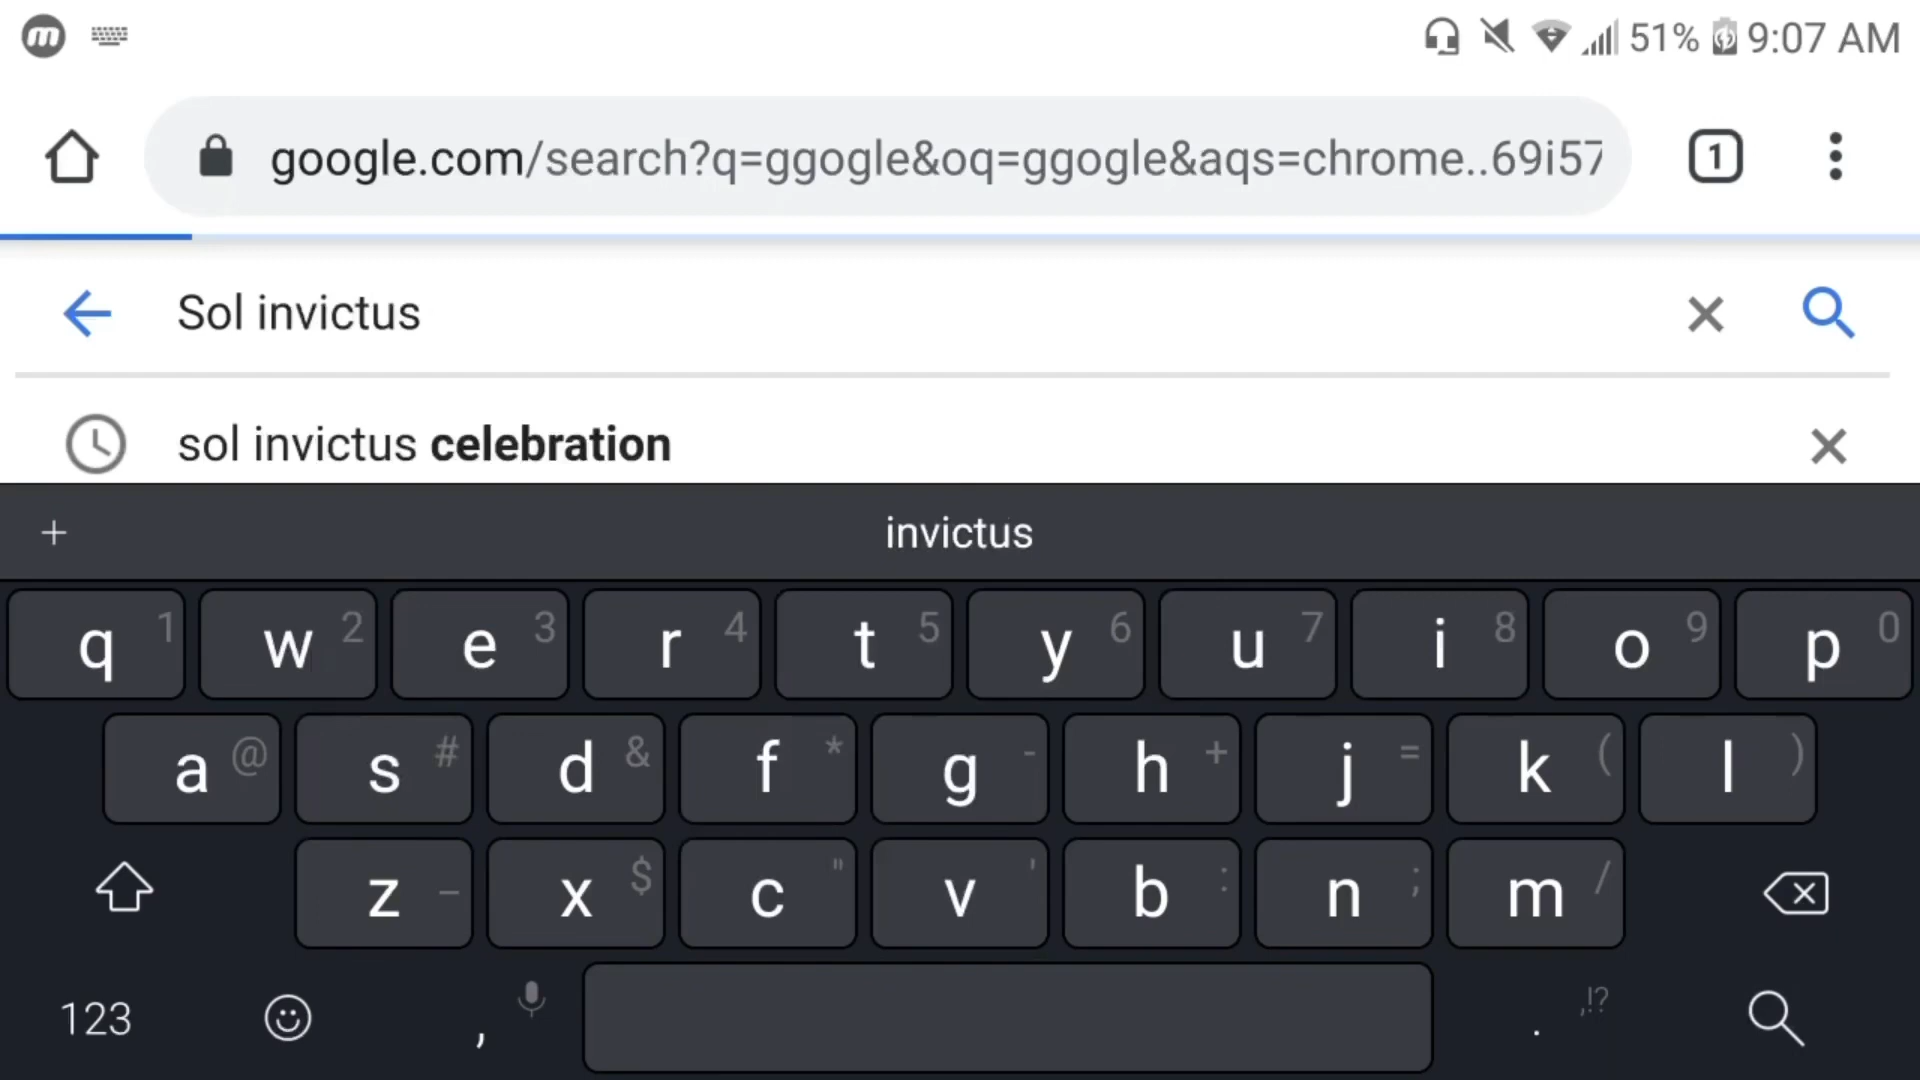 m 51% 9:07 AM
google.com/search?q=ggogle&oq=ggogle&aqs=chrome..69i57 1
Sol invictus
sol invictus celebration
+ invictus
q 1 w 2 e 3 r 4 t 5 y 6 u 7 i 8 o 9 p 0
a @ s # d & f * g - h + j = k ( l )
z _ x $ c " v ' b : n ; m /
123 , . ,!?